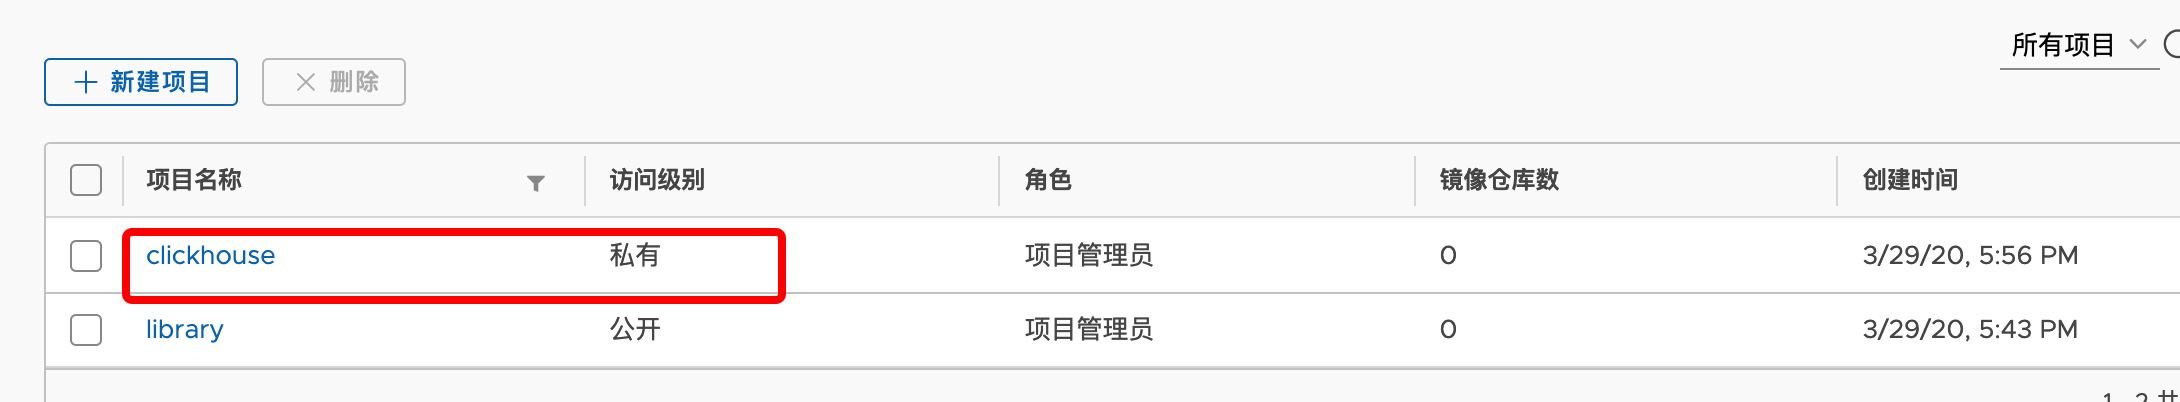 所有项目
新建项目 删除
项目名称 访问级别 角色 镜像仓库数 创建时间
clickhouse 私有 项目管理员 0 3/29/20, 5:56 PM
library 公开 项目管理员 0 3/29/20, 5:43 PM